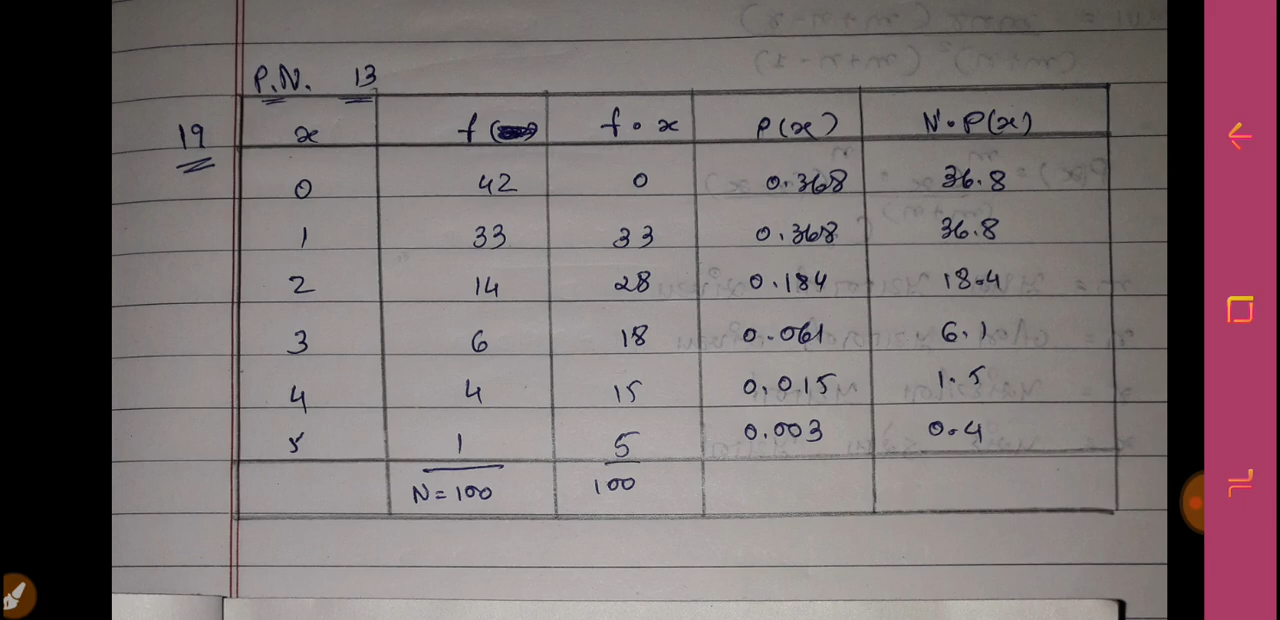 P.N. 13
19 x f f·x P(x) N·P(x)
0 42 0 0.368 36.8
1 33 33 0.368 36.8
2 14 28 0.184 18.4
3 6 18 0.061 6.1
4 4 15 0.015 1.5
5 1 5 0.003 0.4
N=100 100